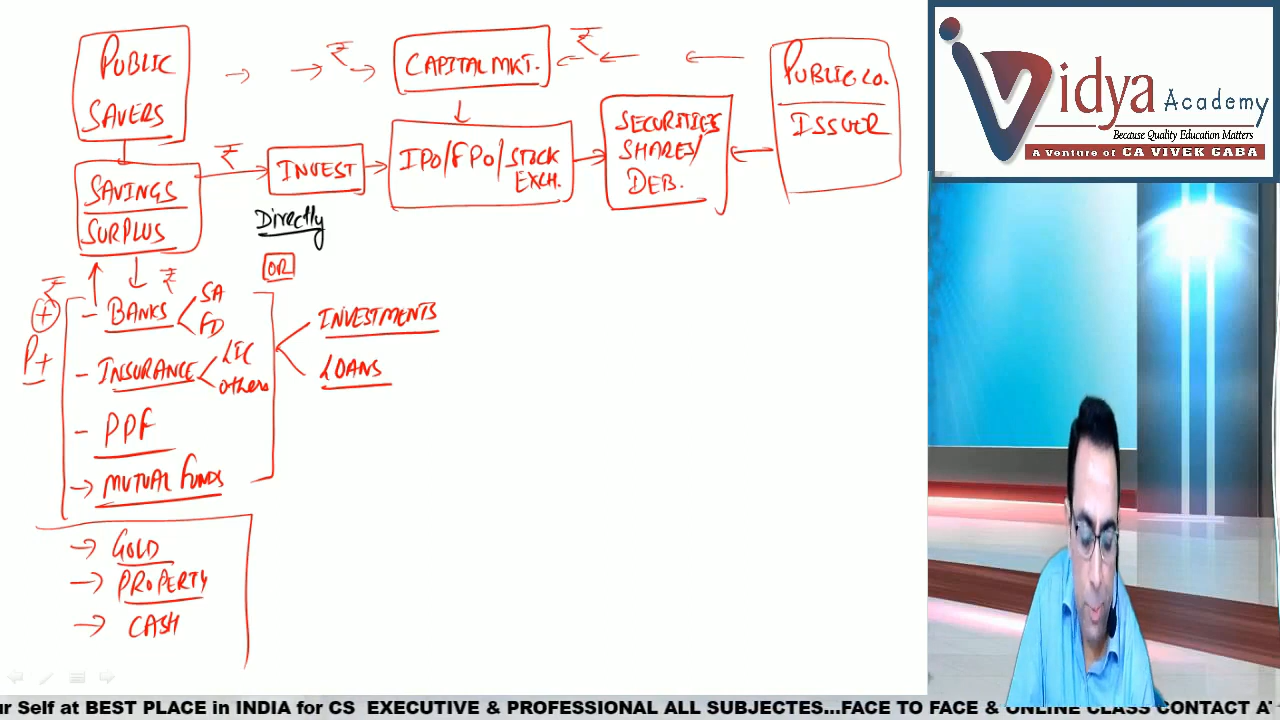 PUBLIC
SAVERS
₹
CAPITAL MKT.
₹
PUBLIC CO.
ISSUER
SAVINGS
SURPLUS
₹
INVEST
Directly
IPO/FPO/STOCK
EXCH.
SECURITIES
SHARES/
DEB.
OR
₹
₹
+
P+
- BANKS
SA
FD
- INSURANCE
LIC
others
- PPF
→ MUTUAL FUNDS
INVESTMENTS
LOANS
→ GOLD
→ PROPERTY
→ CASH
Vidya Academy
Because Quality Education Matters
A Venture of CA VIVEK GABA
ur Self at BEST PLACE in INDIA for CS EXECUTIVE & PROFESSIONAL ALL SUBJECTES...FACE TO FACE & ONLINE CLASS CONTACT AT